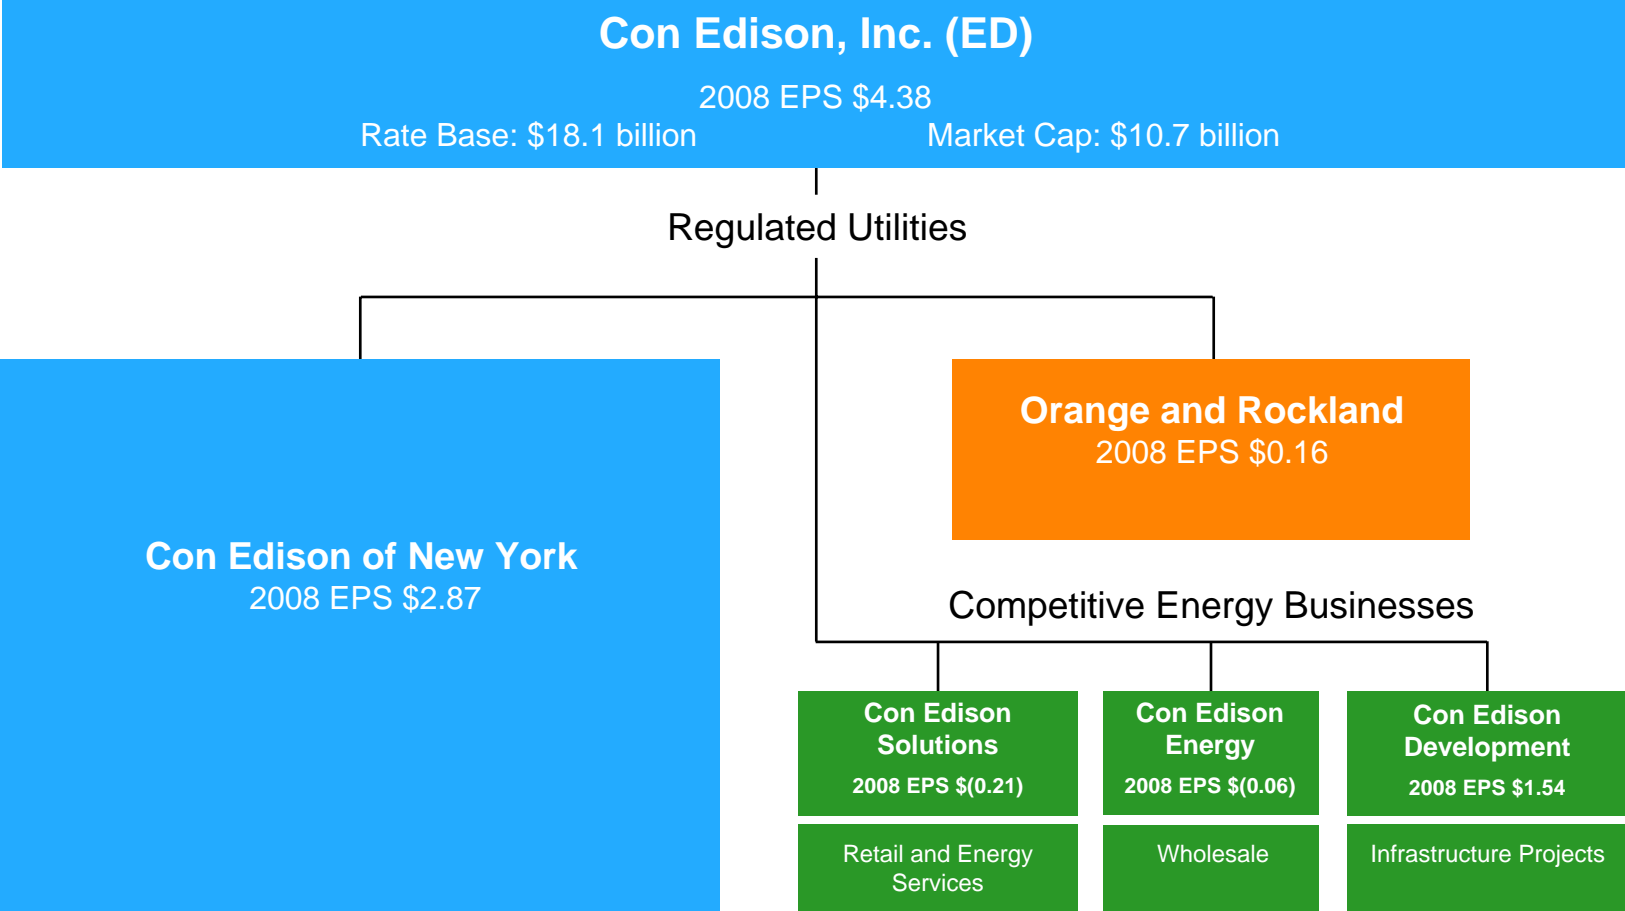 Con Edison, Inc. (ED)
2008 EPS $4.38
Rate Base: $18.1 billion
Market Cap: $10.7 billion
Regulated Utilities
Con Edison of New York
2008 EPS $2.87
Orange and Rockland
2008 EPS $0.16
Competitive Energy Businesses
Con Edison
Solutions
2008 EPS $(0.21)
Retail and Energy
Services
Con Edison
Energy
2008 EPS $(0.06)
Wholesale
Con Edison
Development
2008 EPS $1.54
Infrastructure Projects